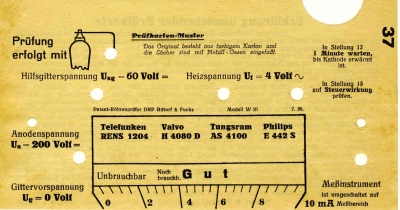 Prüfung
erfolgt mit
Prüfkarten-Muster
Das Original besteht aus farbigem Karton und
die Löcher sind mit Metall-Oesen eingefaßt.
37
In Stellung 12
1 Minute warten,
bis Kathode erwärmt
ist.
Hilfsgitterspannung Usg – 60 Volt = Heizspannung Uf = 4 Volt ~
In Stellung 15
auf Steuerwirkung
prüfen.
Patent-Röhrenprüfer DRP Bittorf & Funke Modell W 10 7. 38.
Anodenspannung
Ua – 200 Volt =
Telefunken Valvo Tungsram Philips
RENS 1204 H 4080 D AS 4100 E 442 S
Unbrauchbar Noch brauchb. Gut
Gittervorspannung
Ug = 0 Volt
0 2 4 6 8
Meßinstrument
ist umgeschaltet auf
10 mA Meßbereich